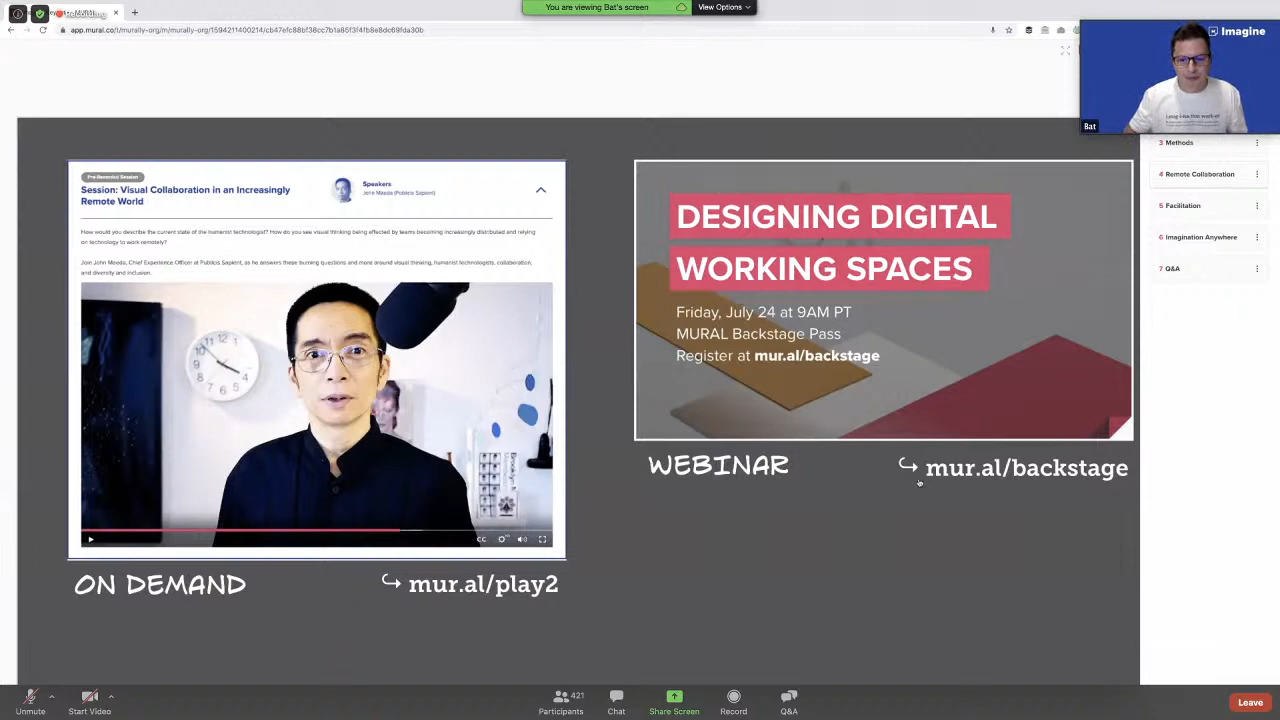 You are viewing Bat's screen
View Options
Recording
app.mural.co/t/murally-org/m/murally-org/1594211400214/cb47efc88bf38cc7b1a85f3f4fb8e8dc69fda30b
Imagine
Bat
3 Methods
4 Remote Collaboration
5 Facilitation
6 Imagination Anywhere
7 Q&A
Pre-Recorded Session
Session: Visual Collaboration in an Increasingly
Remote World
Speakers
John Maeda (Publicis Sapient)
How would you describe the current state of the humanist technologist? How do you see visual thinking being affected by teams becoming increasingly distributed and relying
on technology to work remotely?
Join John Maeda, Chief Experience Officer at Publicis Sapient, as he answers these burning questions and more around visual thinking, humanist technologists, collaboration,
and diversity and inclusion.
CC
ON DEMAND
↪ mur.al/play2
DESIGNING DIGITAL
WORKING SPACES
Friday, July 24 at 9AM PT
MURAL Backstage Pass
Register at mur.al/backstage
WEBINAR
↪ mur.al/backstage
Unmute
Start Video
421
Participants
Chat
Share Screen
Record
Q&A
Leave